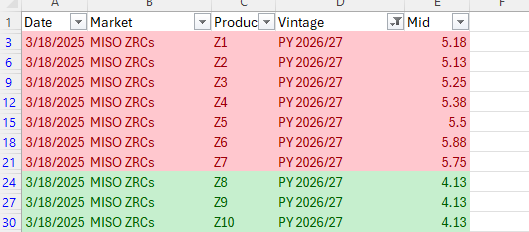 A B C D E F
1 Date Market Produc Vintage Mid
3 3/18/2025 MISO ZRCs Z1 PY 2026/27 5.18
6 3/18/2025 MISO ZRCs Z2 PY 2026/27 5.13
9 3/18/2025 MISO ZRCs Z3 PY 2026/27 5.25
12 3/18/2025 MISO ZRCs Z4 PY 2026/27 5.38
15 3/18/2025 MISO ZRCs Z5 PY 2026/27 5.5
18 3/18/2025 MISO ZRCs Z6 PY 2026/27 5.88
21 3/18/2025 MISO ZRCs Z7 PY 2026/27 5.75
24 3/18/2025 MISO ZRCs Z8 PY 2026/27 4.13
27 3/18/2025 MISO ZRCs Z9 PY 2026/27 4.13
30 3/18/2025 MISO ZRCs Z10 PY 2026/27 4.13